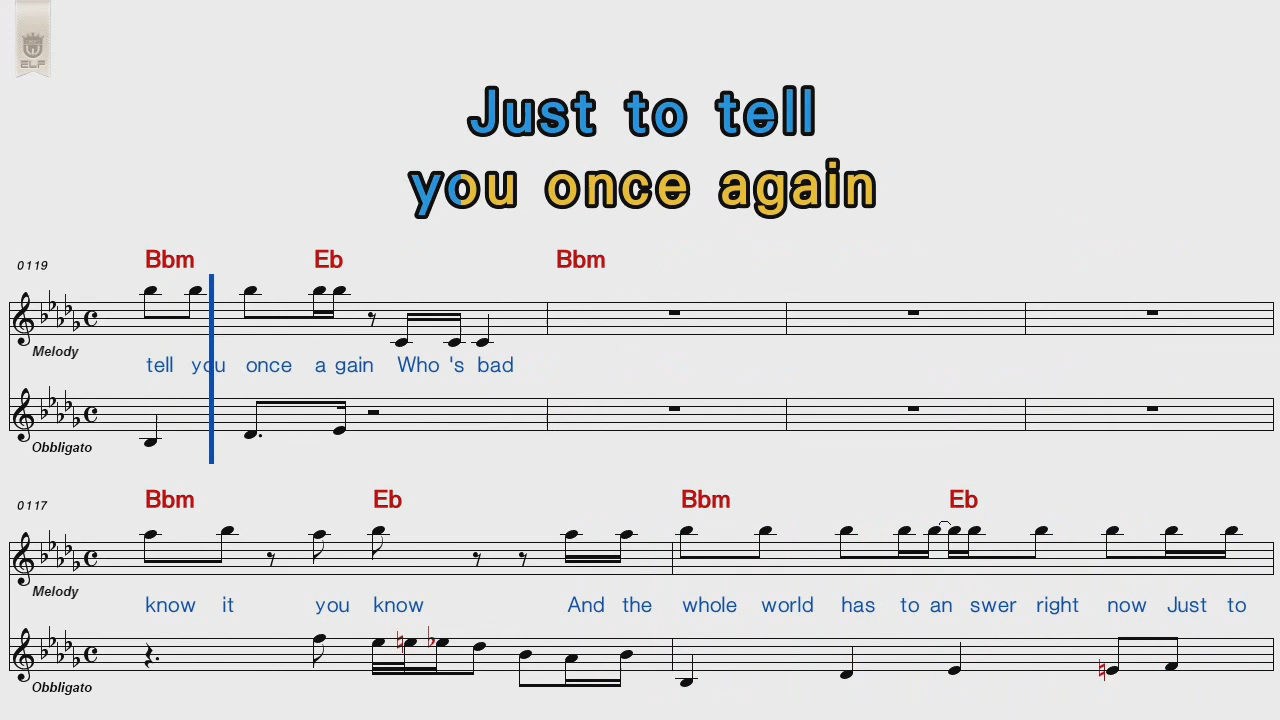 ELF
Just to tell
you once again
0119
Bbm Eb Bbm
Melody
tell you once a gain Who 's bad
Obbligato
0117
Bbm Eb Bbm Eb
Melody
know it you know And the whole world has to an swer right now Just to
Obbligato